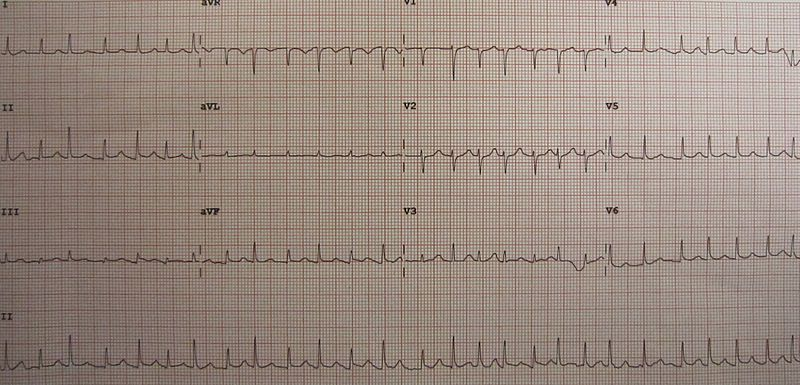 I aVR V1 V4
II aVL V2 V5
III aVF V3 V6
II